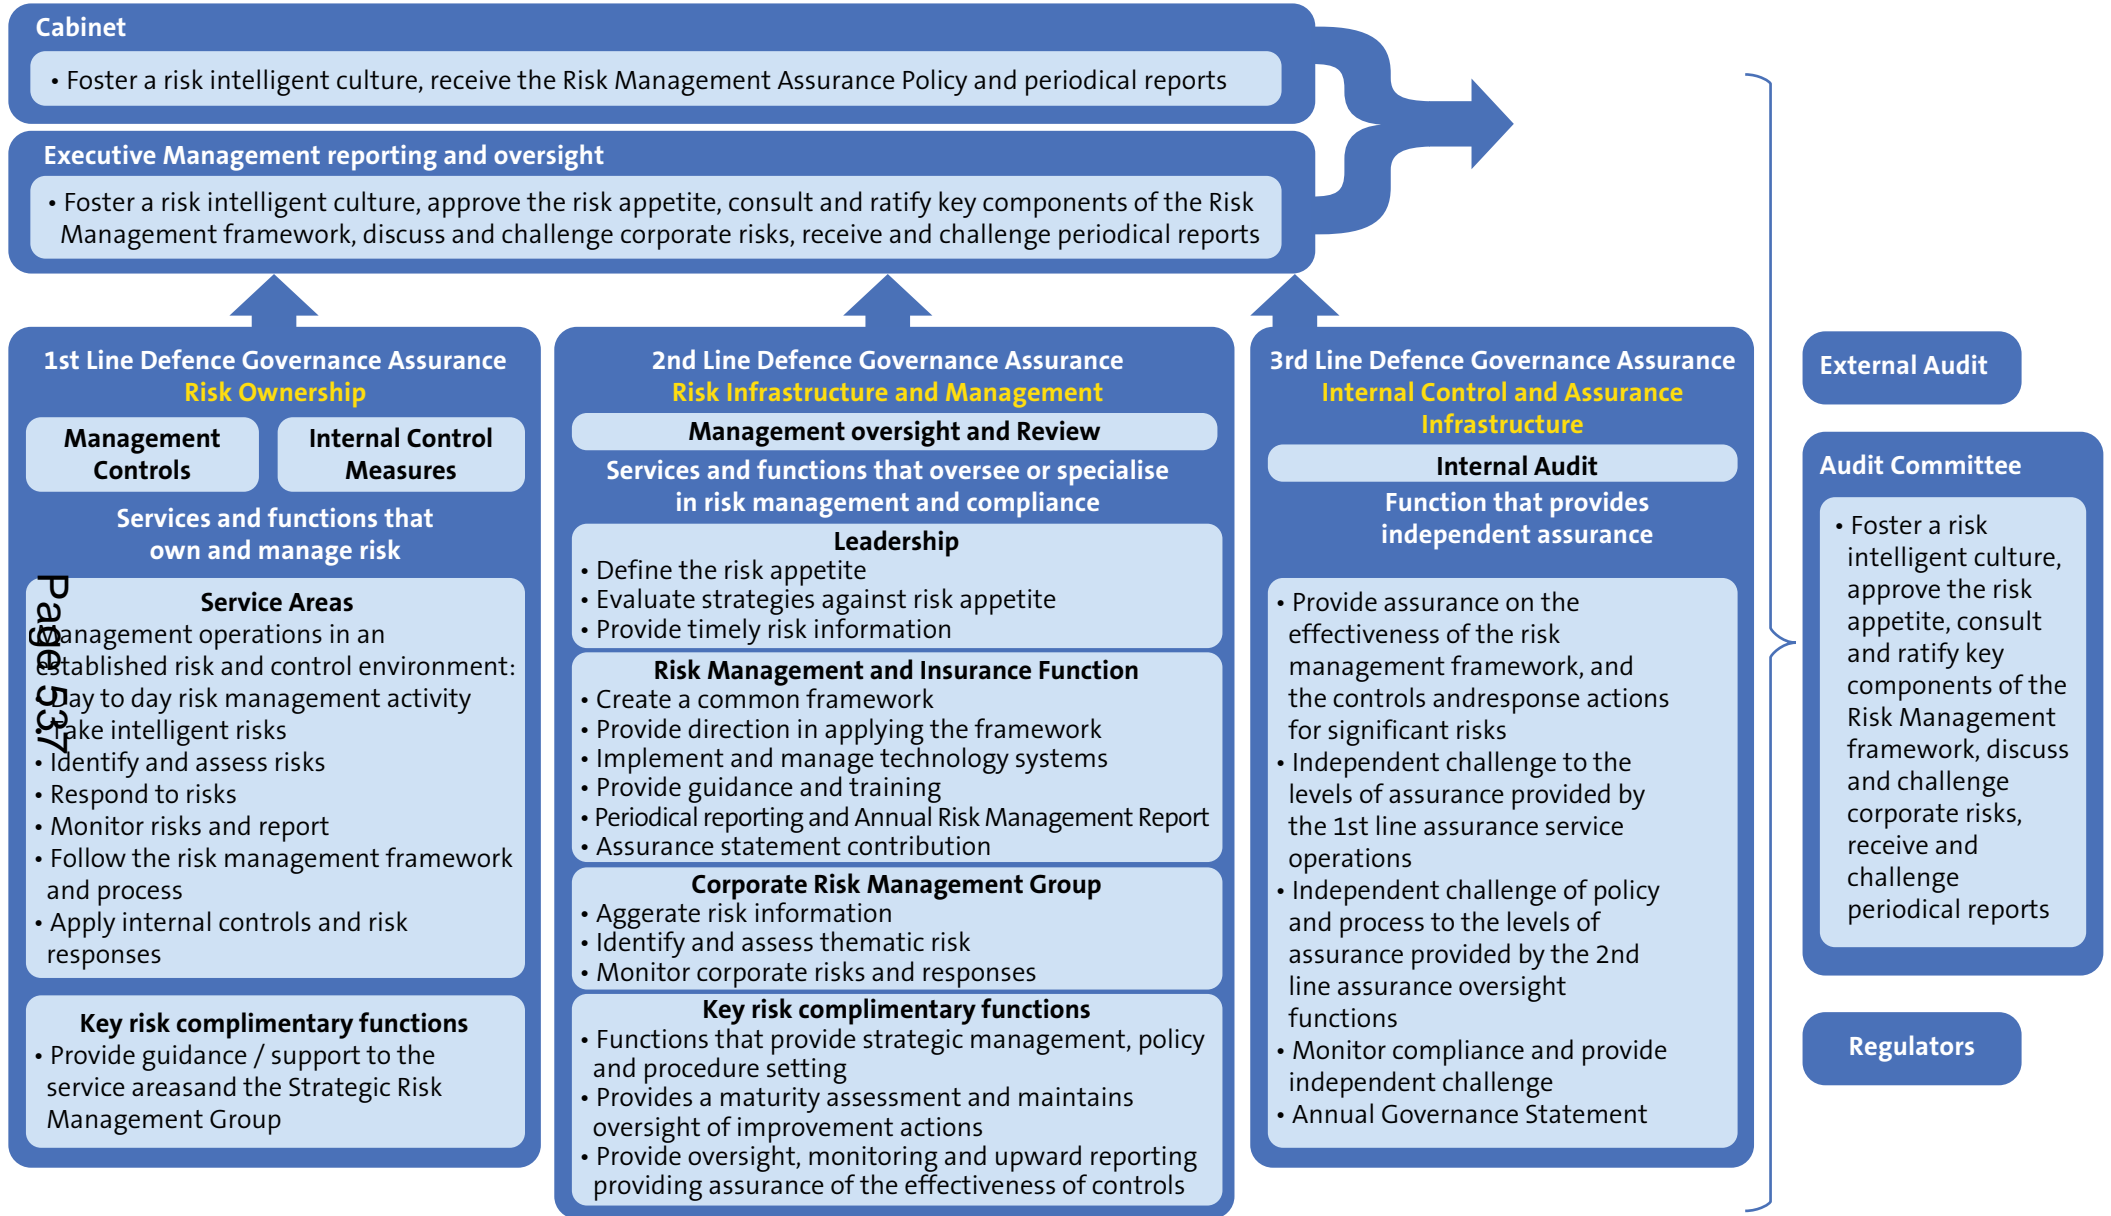 Cabinet
• Foster a risk intelligent culture, receive the Risk Management Assurance Policy and periodical reports
Executive Management reporting and oversight
• Foster a risk intelligent culture, approve the risk appetite, consult and ratify key components of the Risk
Management framework, discuss and challenge corporate risks, receive and challenge periodical reports
1st Line Defence Governance Assurance
Risk Ownership
Management
Controls
Internal Control
Measures
Services and functions that
own and manage risk
Service Areas
Management operations in an
established risk and control environment:
• Day to day risk management activity
• Take intelligent risks
• Identify and assess risks
• Respond to risks
• Monitor risks and report
• Follow the risk management framework
and process
• Apply internal controls and risk
responses
Key risk complimentary functions
• Provide guidance / support to the
service areasand the Strategic Risk
Management Group
Page 537
2nd Line Defence Governance Assurance
Risk Infrastructure and Management
Management oversight and Review
Services and functions that oversee or specialise
in risk management and compliance
Leadership
• Define the risk appetite
• Evaluate strategies against risk appetite
• Provide timely risk information
Risk Management and Insurance Function
• Create a common framework
• Provide direction in applying the framework
• Implement and manage technology systems
• Provide guidance and training
• Periodical reporting and Annual Risk Management Report
• Assurance statement contribution
Corporate Risk Management Group
• Aggerate risk information
• Identify and assess thematic risk
• Monitor corporate risks and responses
Key risk complimentary functions
• Functions that provide strategic management, policy
and procedure setting
• Provides a maturity assessment and maintains
oversight of improvement actions
• Provide oversight, monitoring and upward reporting
providing assurance of the effectiveness of controls
3rd Line Defence Governance Assurance
Internal Control and Assurance
Infrastructure
Internal Audit
Function that provides
independent assurance
• Provide assurance on the
effectiveness of the risk
management framework, and
the controls andresponse actions
for significant risks
• Independent challenge to the
levels of assurance provided by
the 1st line assurance service
operations
• Independent challenge of policy
and process to the levels of
assurance provided by the 2nd
line assurance oversight
functions
• Monitor compliance and provide
independent challenge
• Annual Governance Statement
External Audit
Audit Committee
• Foster a risk
intelligent culture,
approve the risk
appetite, consult
and ratify key
components of the
Risk Management
framework, discuss
and challenge
corporate risks,
receive and
challenge
periodical reports
Regulators